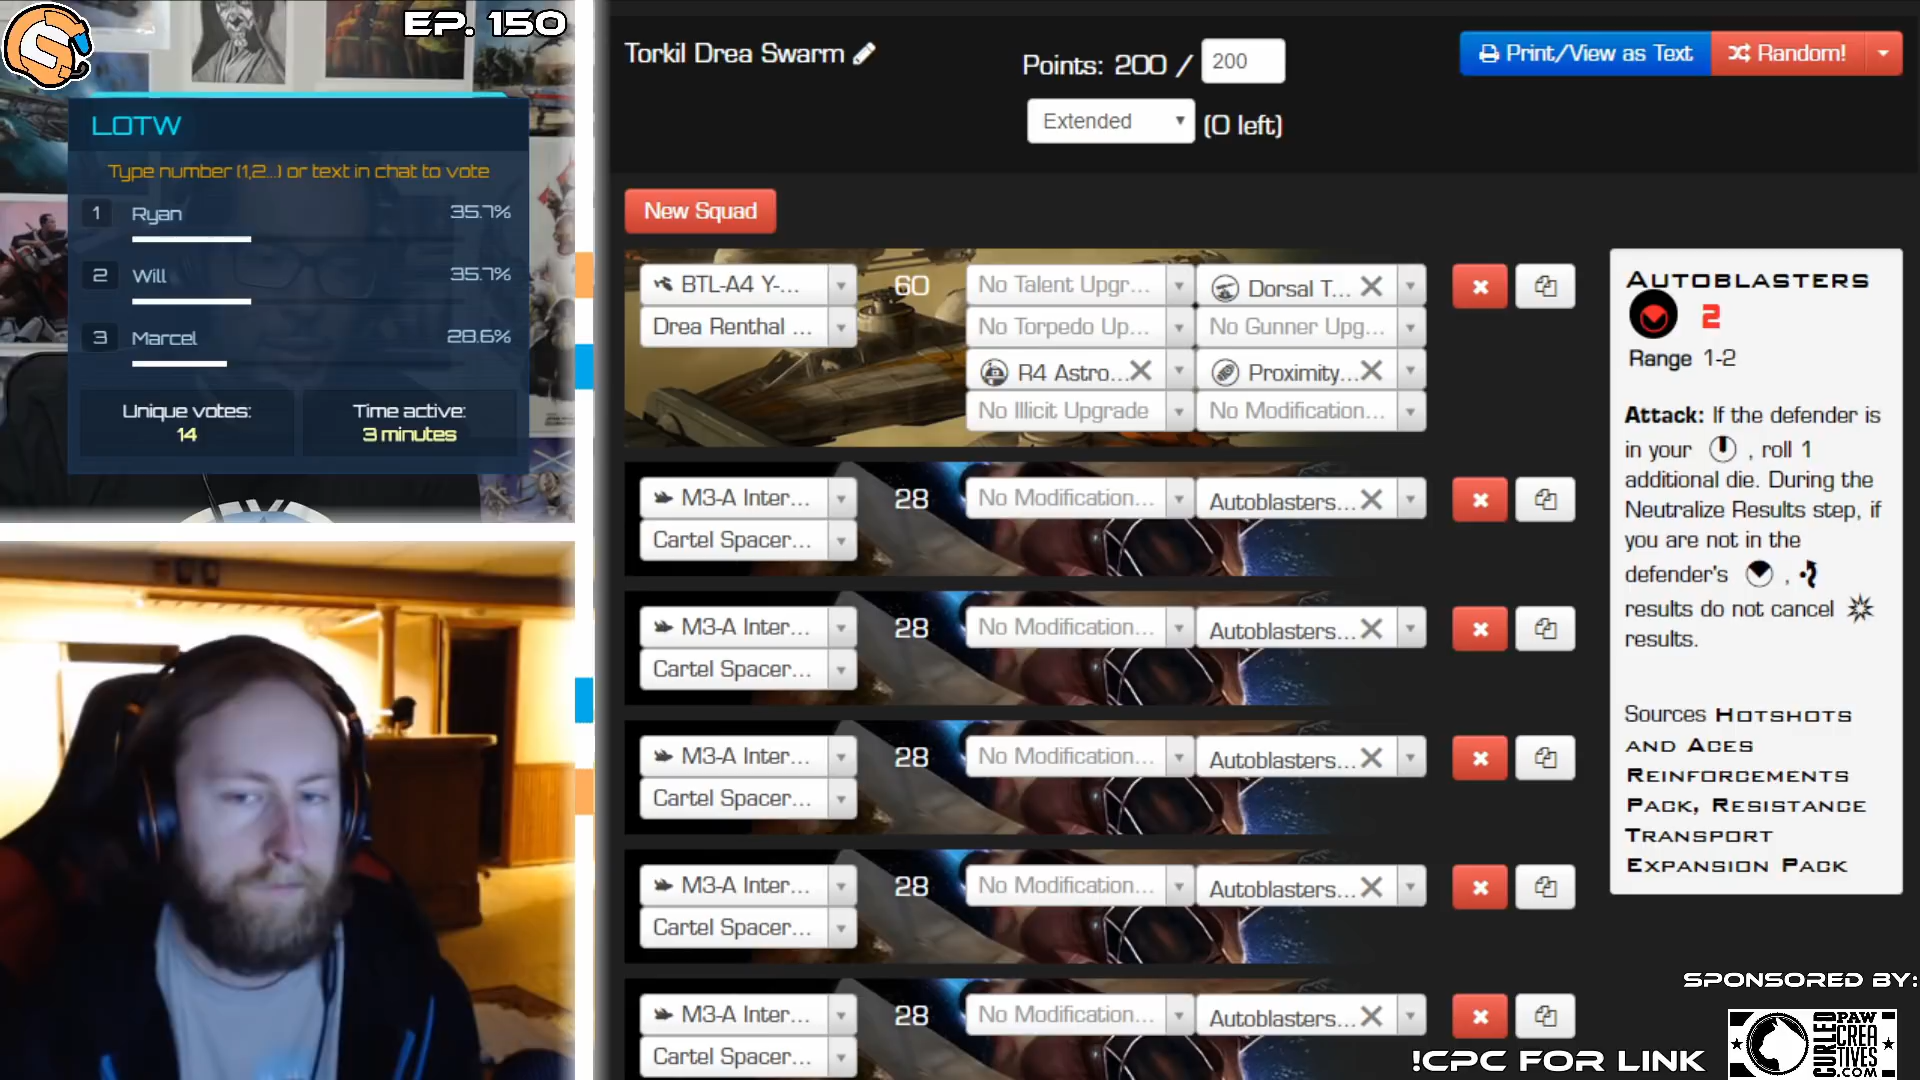 EP. 150
LOTW
Type number (1,2...) or text in chat to vote
1 Ryan 35.7%
2 Will 35.7%
3 Marcel 28.6%
Unique votes: 14
Time active: 3 minutes
Torkil Drea Swarm
Points: 200 / 200
Extended (0 left)
Print/View as Text
Random!
New Squad
BTL-A4 Y-... 60 No Talent Upgr... Dorsal T...
Drea Renthal ... No Torpedo Up... No Gunner Upg...
R4 Astro... Proximity...
No Illicit Upgrade No Modification...
M3-A Inter... 28 No Modification... Autoblasters...
Cartel Spacer...
M3-A Inter... 28 No Modification... Autoblasters...
Cartel Spacer...
M3-A Inter... 28 No Modification... Autoblasters...
Cartel Spacer...
M3-A Inter... 28 No Modification... Autoblasters...
Cartel Spacer...
M3-A Inter... 28 No Modification... Autoblasters...
Cartel Spacer...
AUTOBLASTERS
2
Range 1-2
Attack: If the defender is
in your , roll 1
additional die. During the
Neutralize Results step, if
you are not in the
defender's ,
results do not cancel
results.
Sources HOTSHOTS
AND ACES
REINFORCEMENTS
PACK, RESISTANCE
TRANSPORT
EXPANSION PACK
SPONSORED BY:
!CPC FOR LINK
CURLED PAW CREATIVES .COM